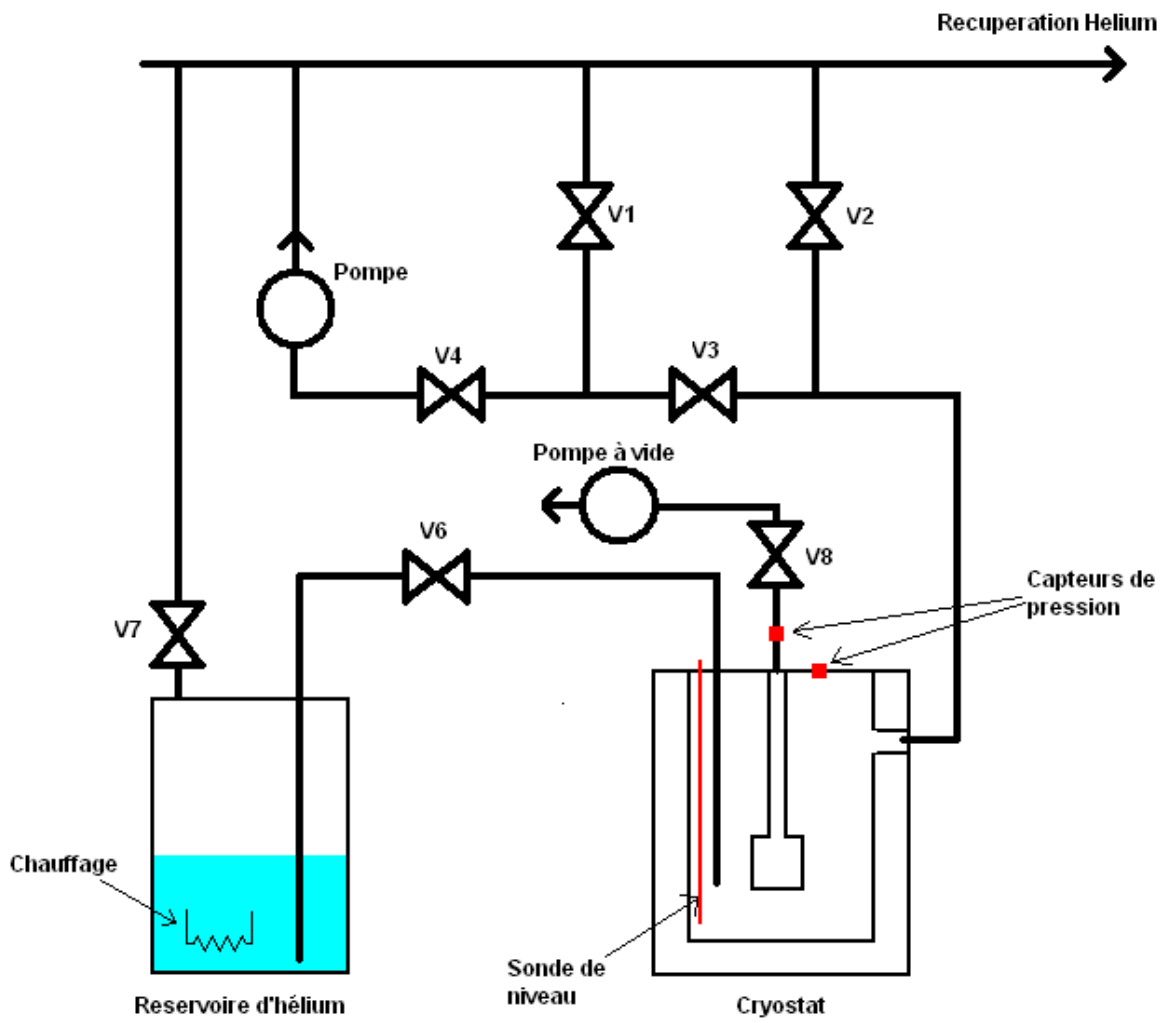 Recuperation Helium
V1
V2
Pompe
V4
V3
Pompe à vide
V6
V8
Capteurs de
pression
V7
Chauffage
Sonde de
niveau
Reservoire d'hélium
Cryostat